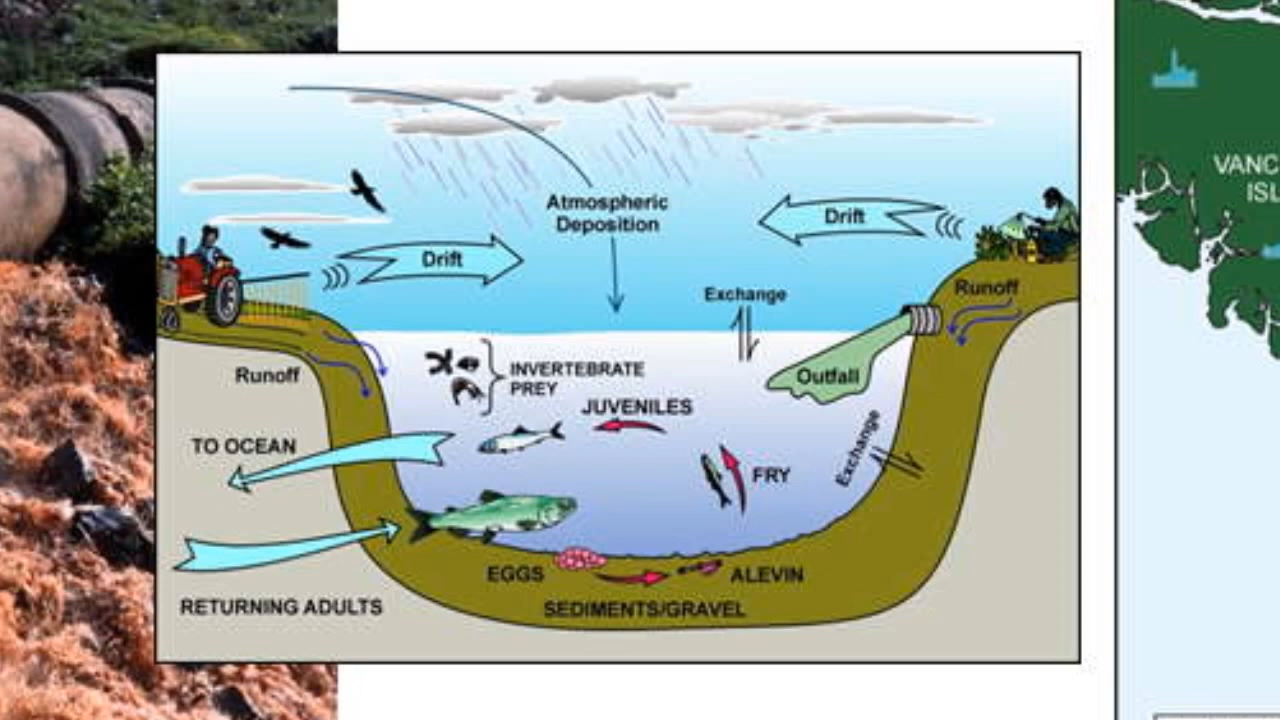 Atmospheric
Deposition
Drift
Drift
Exchange
Runoff
INVERTEBRATE
PREY
Outfall
Runoff
JUVENILES
TO OCEAN
Exchange
FRY
EGGS
ALEVIN
RETURNING ADULTS
SEDIMENTS/GRAVEL
VANC
ISL